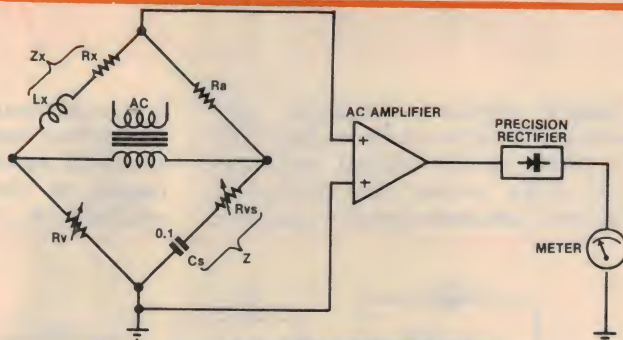 Zx
Rx
Lx
Ra
AC
AC AMPLIFIER
+
+
PRECISION
RECTIFIER
METER
Rv
0.1
Cs
Rvs
Z